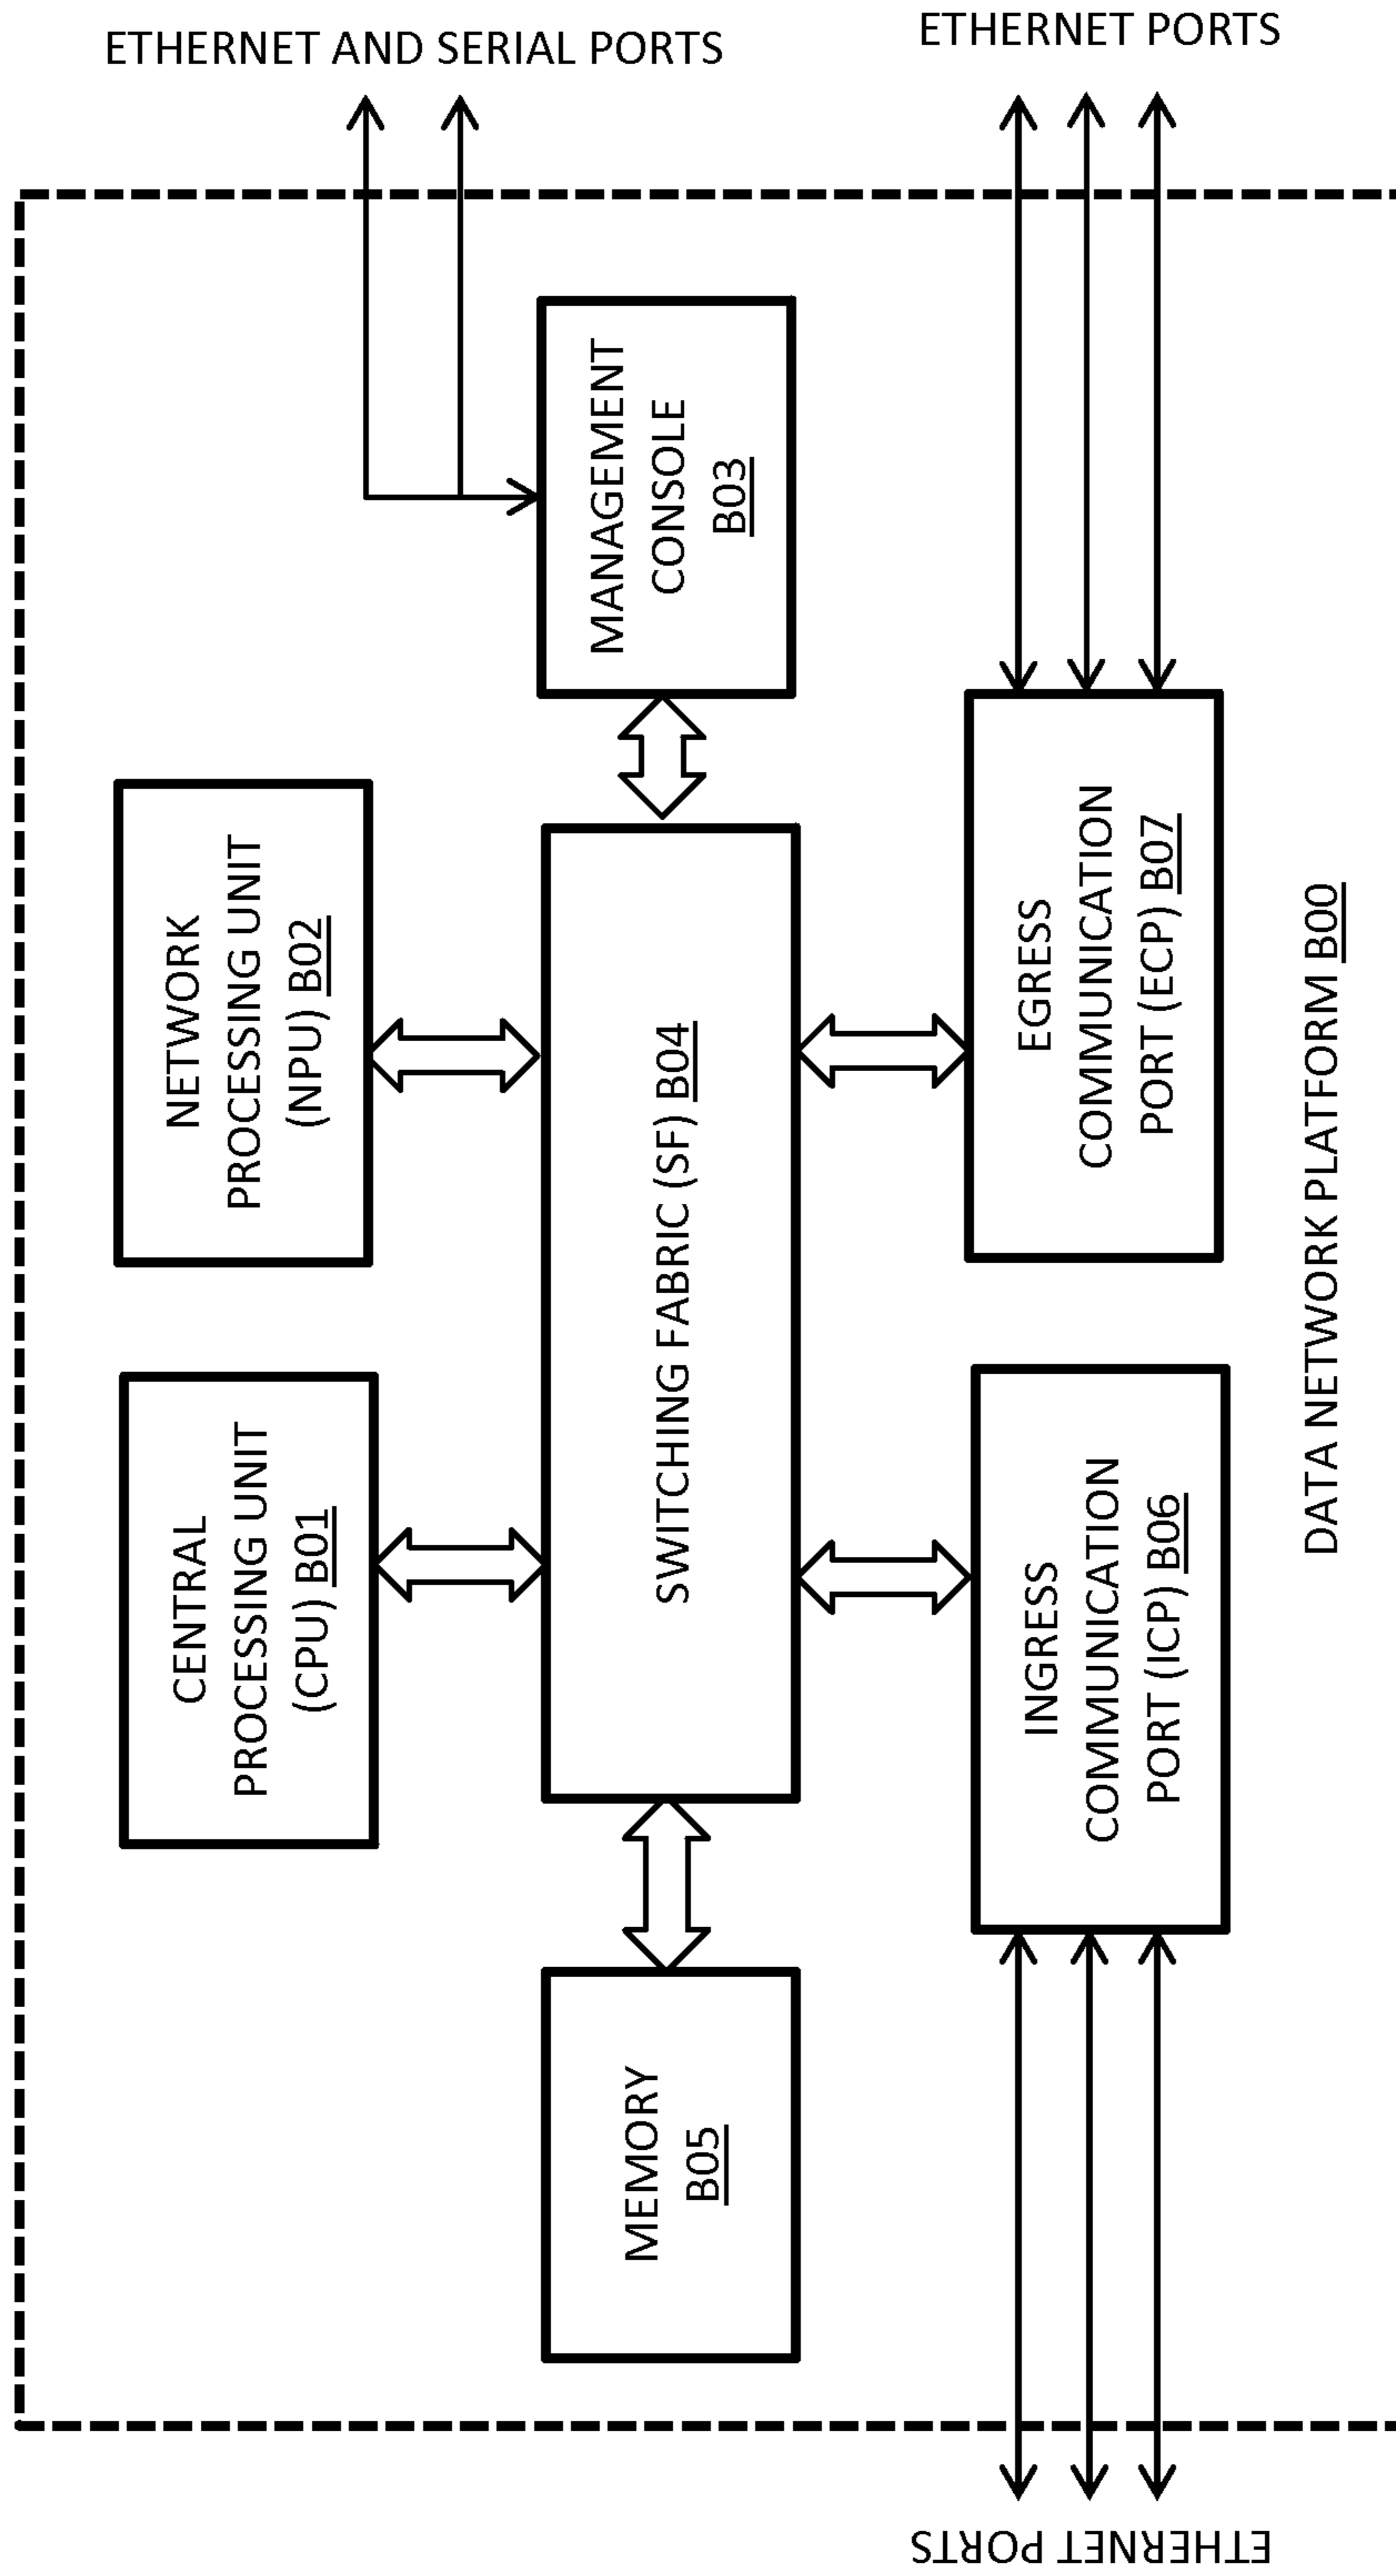 ETHERNET AND SERIAL PORTS
ETHERNET PORTS
CENTRAL
PROCESSING UNIT
(CPU) B01
NETWORK
PROCESSING UNIT
(NPU) B02
MEMORY
B05
SWITCHING FABRIC (SF) B04
MANAGEMENT
CONSOLE
B03
INGRESS
COMMUNICATION
PORT (ICP) B06
EGRESS
COMMUNICATION
PORT (ECP) B07
DATA NETWORK PLATFORM B00
ETHERNET PORTS